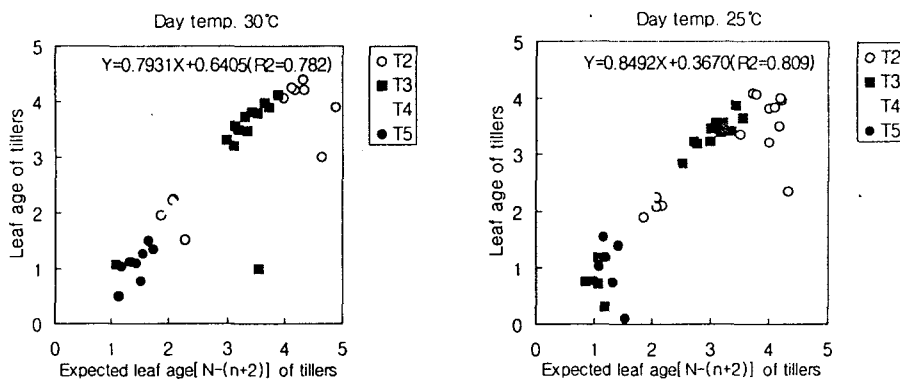 Day temp. 30℃
5
4
3
2
1
0
Y=0.7931X+0.6405(R2=0.782)
Leaf age of tillers
0 1 2 3 4 5
Expected leaf age[N-(n+2)] of tillers
T2
T3
T4
T5
Day temp. 25℃
5
4
3
2
1
0
Y=0.8492X+0.3670(R2=0.809)
Leaf age of tillers
0 1 2 3 4 5
Expected leaf age[N-(n+2)] of tillers
T2
T3
T4
T5